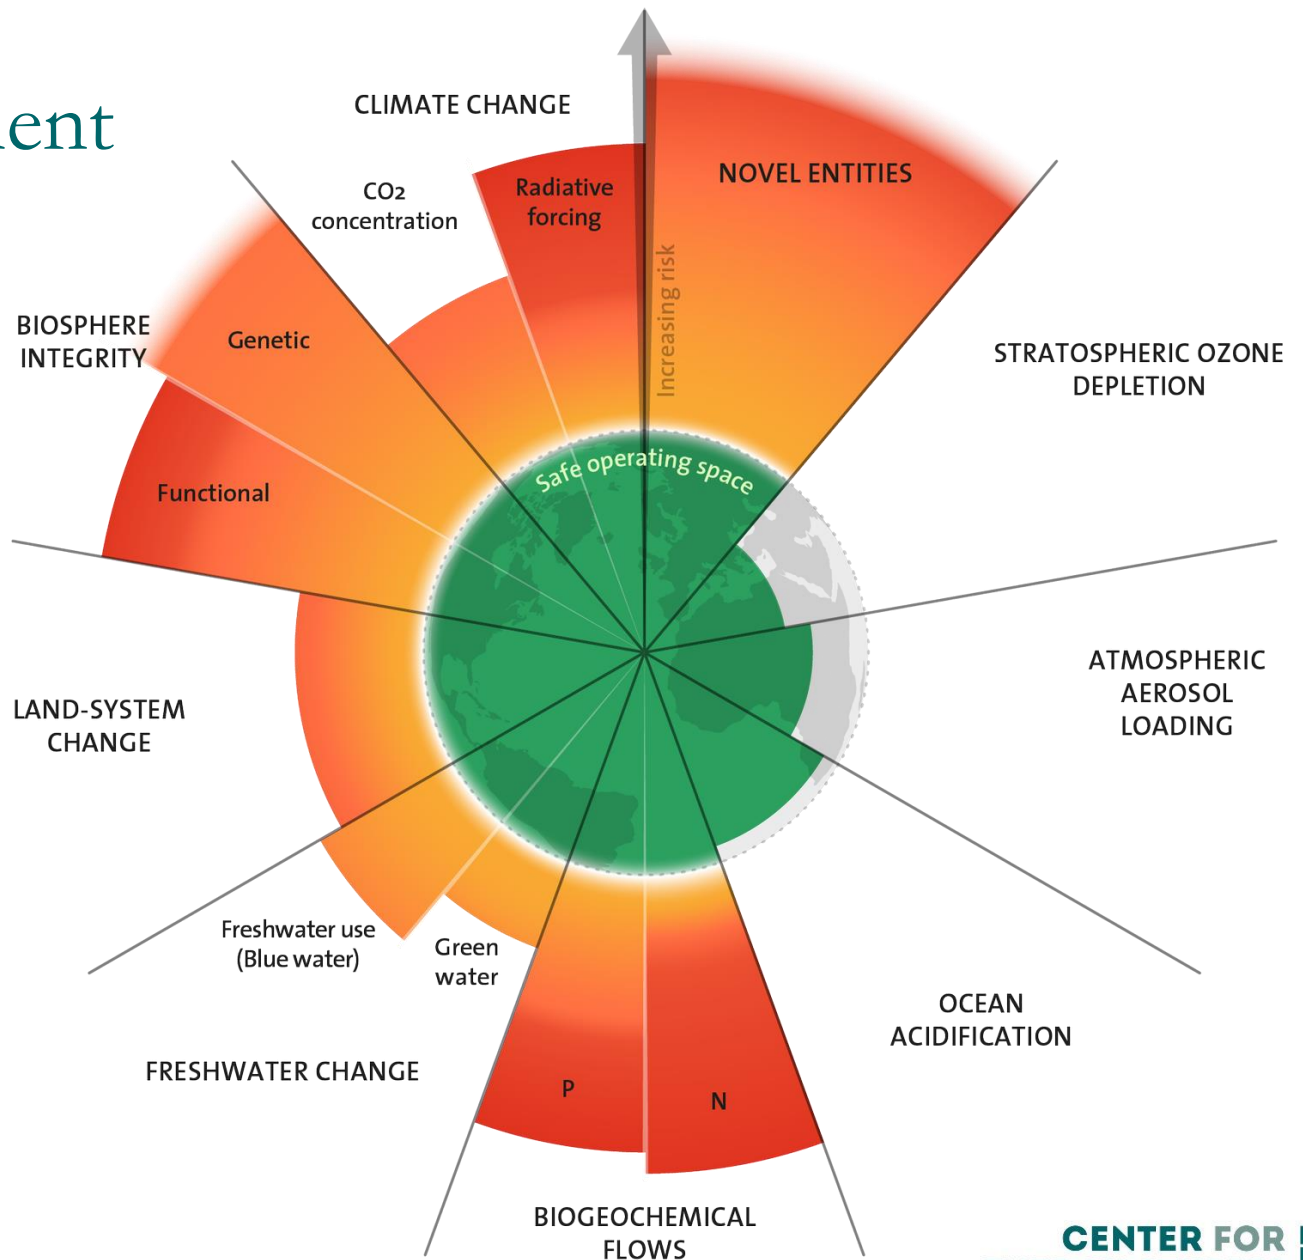 CLIMATE CHANGE
CO2
concentration
Radiative
forcing
NOVEL ENTITIES
Increasing risk
STRATOSPHERIC OZONE
DEPLETION
BIOSPHERE
INTEGRITY
Genetic
Functional
Safe operating space
ATMOSPHERIC
AEROSOL
LOADING
LAND-SYSTEM
CHANGE
Freshwater use
(Blue water)
Green
water
FRESHWATER CHANGE
P
N
OCEAN
ACIDIFICATION
BIOGEOCHEMICAL
FLOWS
CENTER FOR